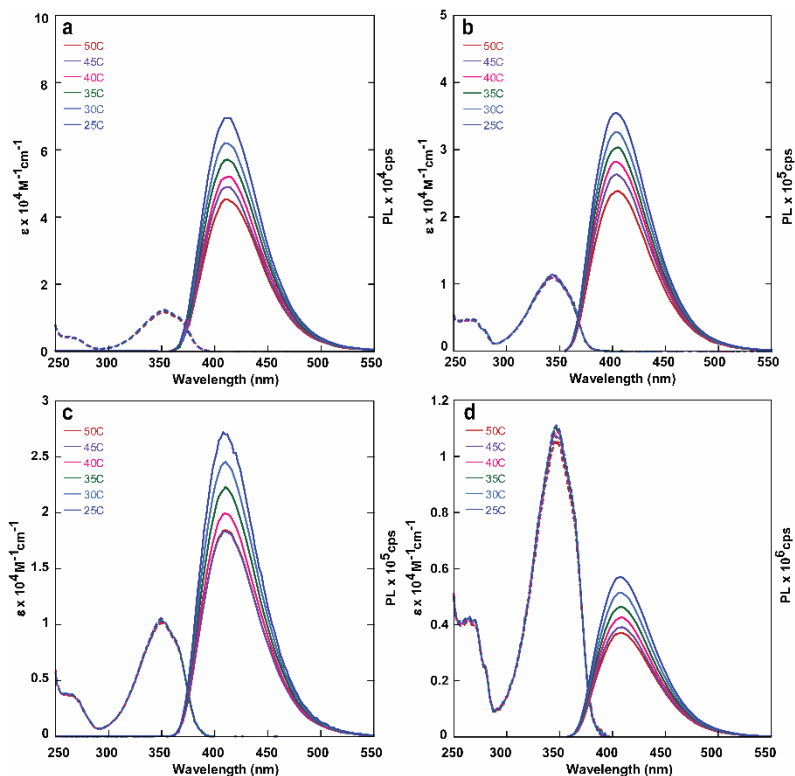 a
50C
45C
40C
35C
30C
25C
10
8
6
4
2
0
ε x 10⁴M⁻¹cm⁻¹
PL x 10⁴cps
250 300 350 400 450 500 550
Wavelength (nm)
b
50C
45C
40C
35C
30C
25C
5
4
3
2
1
0
ε x 10⁴M⁻¹cm⁻¹
PL x 10⁵cps
250 300 350 400 450 500 550
Wavelength (nm)
c
50C
45C
40C
35C
30C
25C
3
2.5
2
1.5
1
0.5
0
ε x 10⁴M⁻¹cm⁻¹
PL x 10⁵cps
250 300 350 400 450 500 550
Wavelength (nm)
d
50C
45C
40C
35C
30C
25C
1.2
1
0.8
0.6
0.4
0.2
0
ε x 10⁴M⁻¹cm⁻¹
PL x 10⁶cps
250 300 350 400 450 500 550
Wavelength (nm)